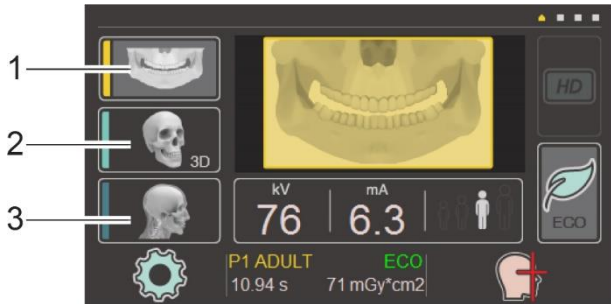 1
2
3
3D
HD
kV
76
mA
6.3
ECO
P1 ADULT
ECO
10.94 s
71 mGy*cm2